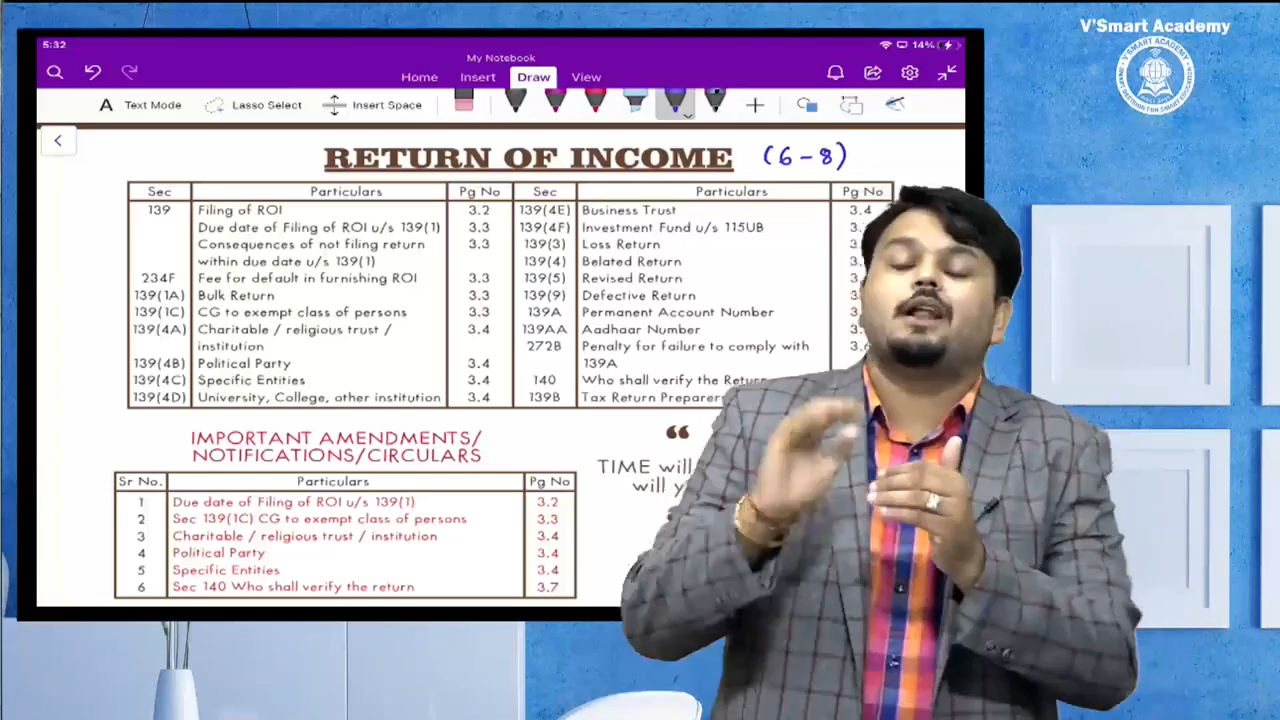 V'Smart Academy
5:32
14%
My Notebook
Home Insert Draw View
Text Mode Lasso Select Insert Space
RETURN OF INCOME (6-8)
Sec Particulars Pg No Sec Particulars Pg No
139 Filing of ROI 3.2 139(4E) Business Trust 3.4
Due date of Filing of ROI u/s 139(1) 3.3 139(4F) Investment Fund u/s 115UB
Consequences of not filing return 3.3 139(3) Loss Return
within due date u/s 139(1) 139(4) Belated Return
234F Fee for default in furnishing ROI 3.3 139(5) Revised Return
139(1A) Bulk Return 3.3 139(9) Defective Return
139(1C) CG to exempt class of persons 3.3 139A Permanent Account Number
139(4A) Charitable / religious trust / 3.4 139AA Aadhaar Number
institution 272B Penalty for failure to comply with
139(4B) Political Party 3.4 139A
139(4C) Specific Entities 3.4 140 Who shall verify the Return
139(4D) University, College, other institution 3.4 139B Tax Return Preparer
IMPORTANT AMENDMENTS/
NOTIFICATIONS/CIRCULARS
Sr No. Particulars Pg No
1 Due date of Filing of ROI u/s 139(1) 3.2
2 Sec 139(1C) CG to exempt class of persons 3.3
3 Charitable / religious trust / institution 3.4
4 Political Party 3.4
5 Specific Entities 3.4
6 Sec 140 Who shall verify the return 3.7
“
TIME will
will